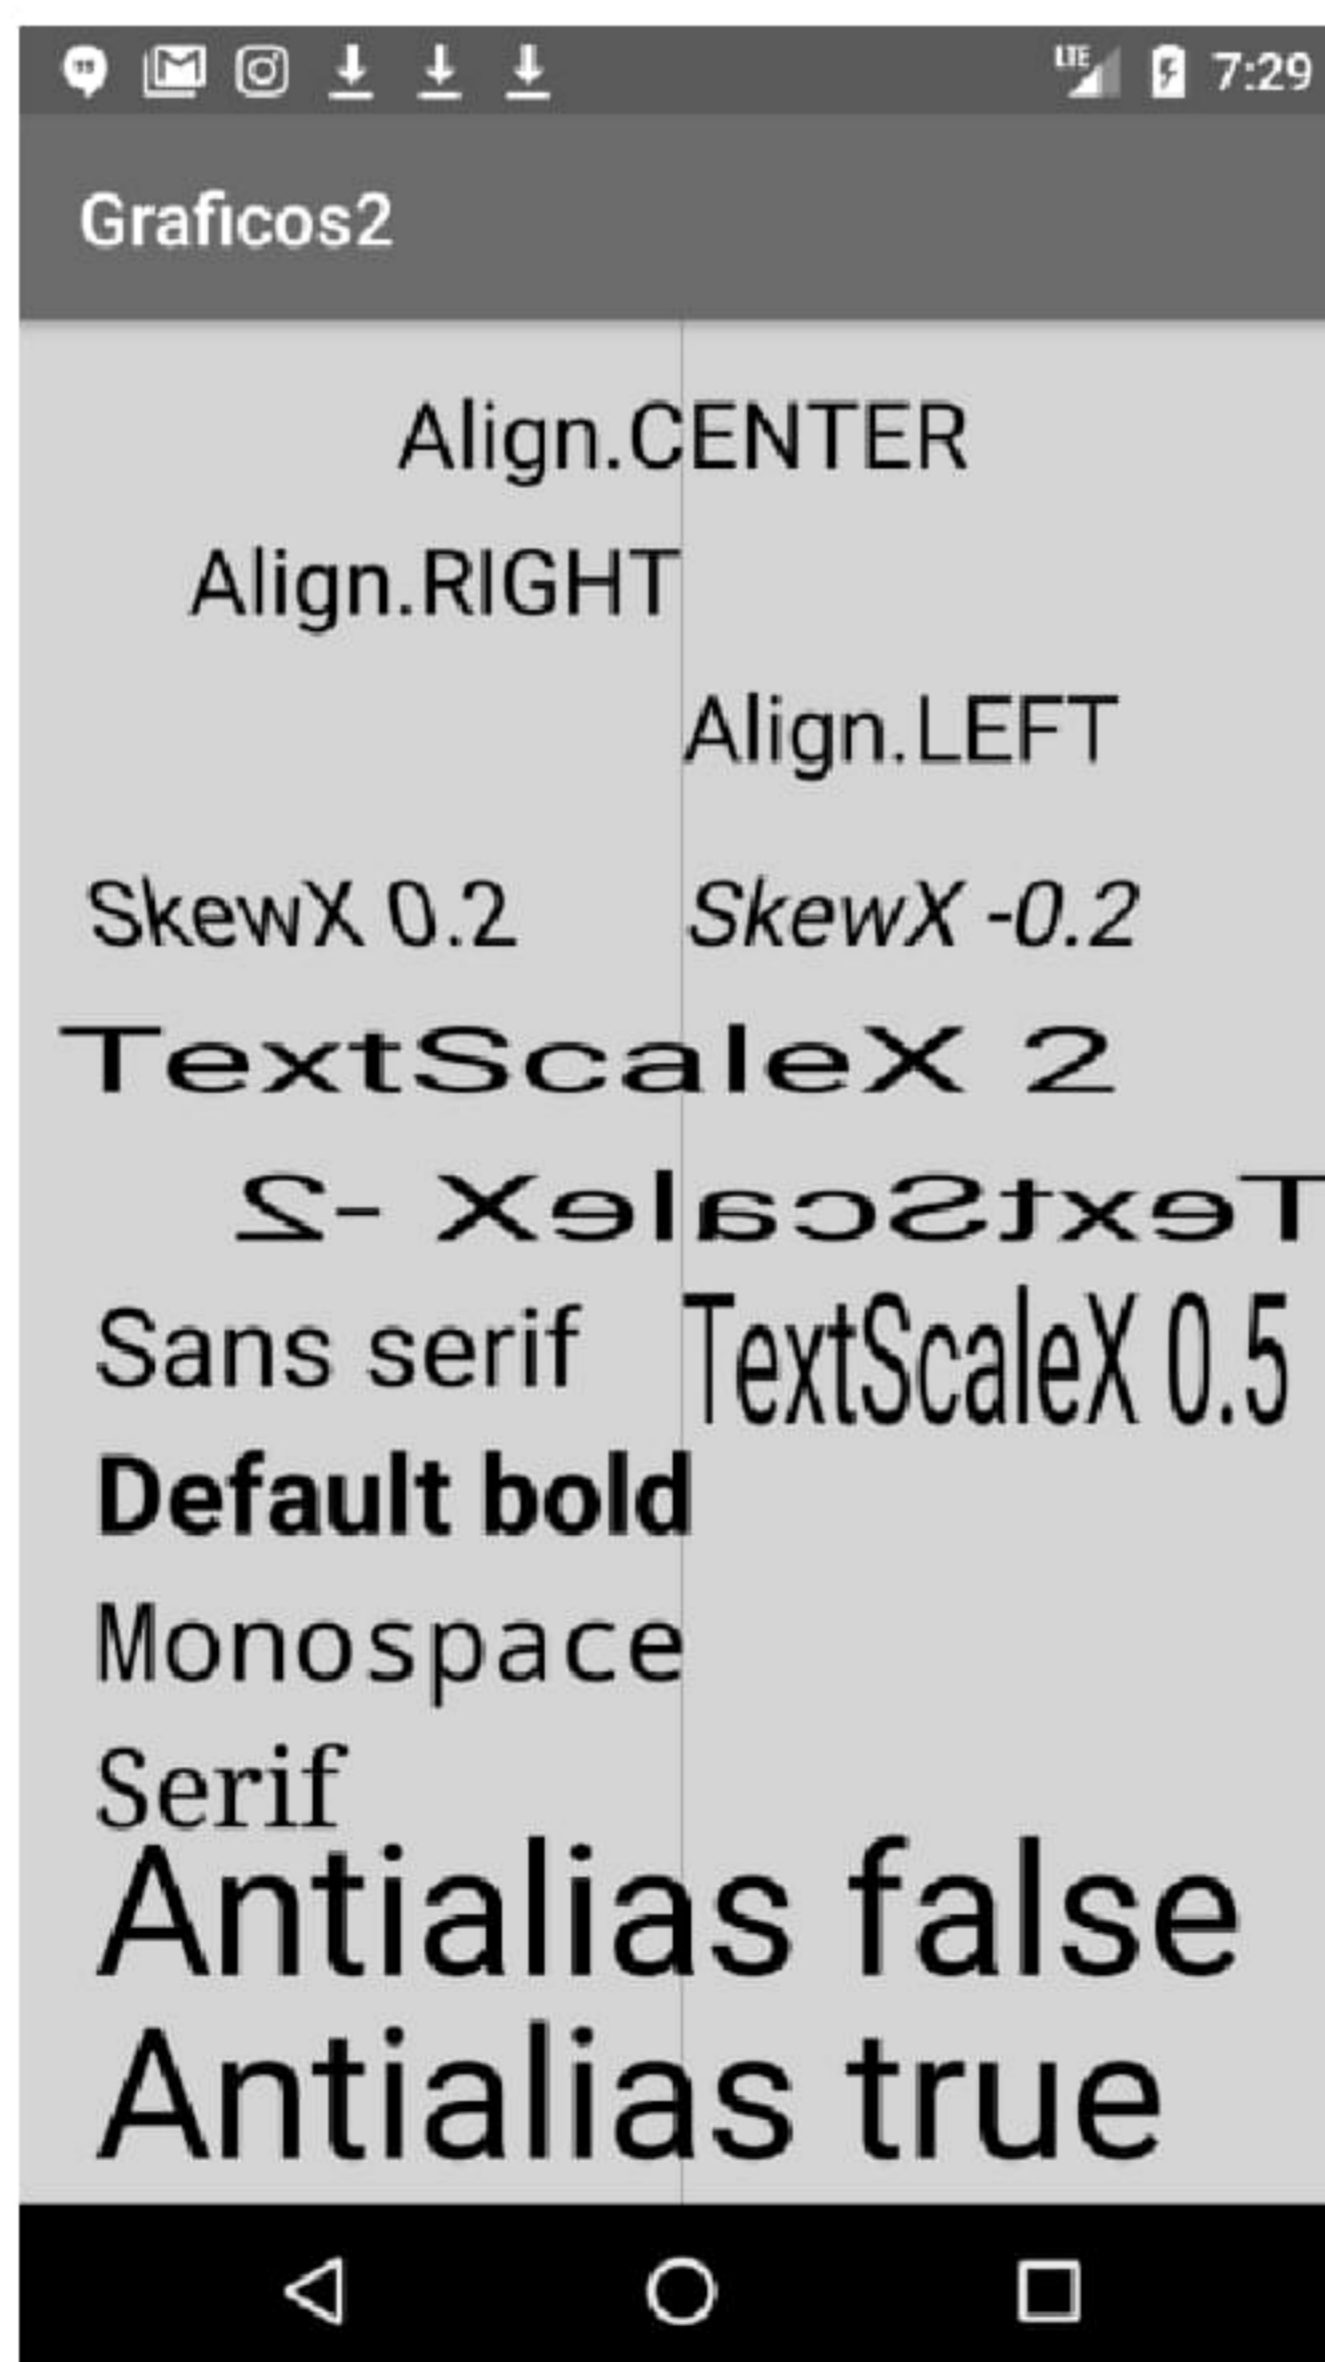 LTE 7:29
Graficos2
Align.CENTER
Align.RIGHT
Align.LEFT
SkewX 0.2 SkewX -0.2
TextScaleX 2
TextScaleX -2
Sans serif TextScaleX 0.5
Default bold
Monospace
Serif
Antialias false
Antialias true